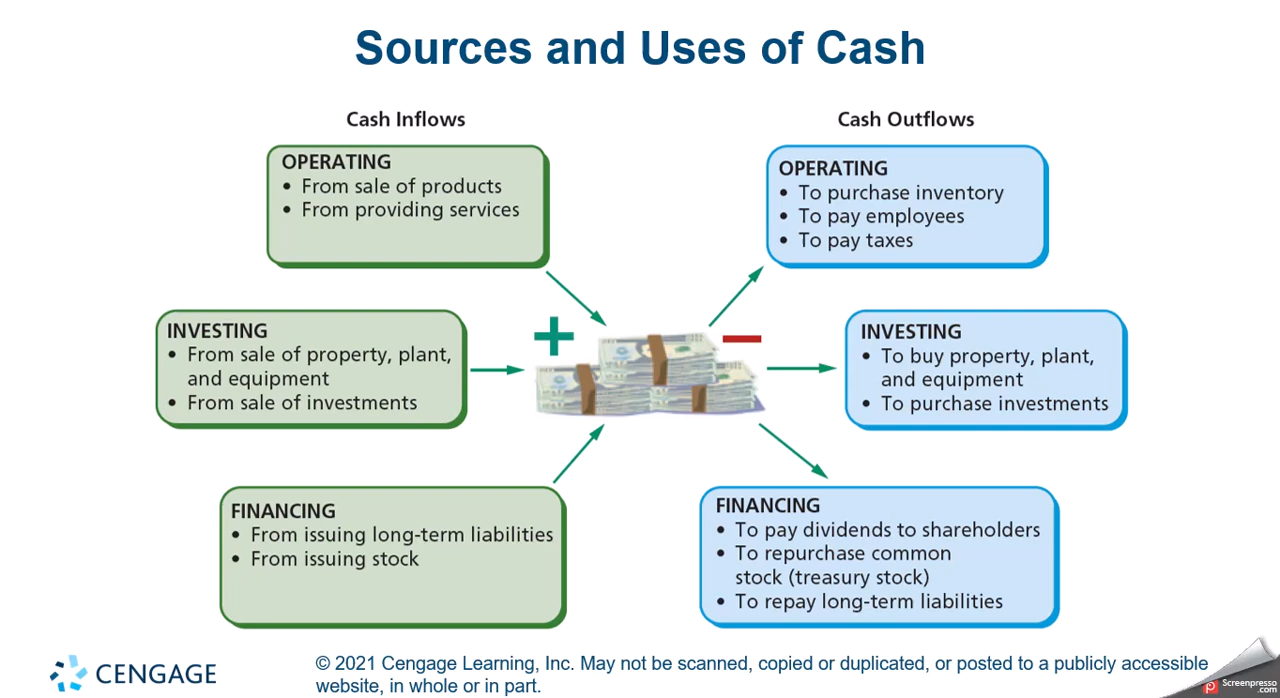 Sources and Uses of Cash
Cash Inflows
OPERATING
• From sale of products
• From providing services
INVESTING
• From sale of property, plant,
and equipment
• From sale of investments
FINANCING
• From issuing long-term liabilities
• From issuing stock
+
−
Cash Outflows
OPERATING
• To purchase inventory
• To pay employees
• To pay taxes
INVESTING
• To buy property, plant,
and equipment
• To purchase investments
FINANCING
• To pay dividends to shareholders
• To repurchase common
stock (treasury stock)
• To repay long-term liabilities
CENGAGE
© 2021 Cengage Learning, Inc. May not be scanned, copied or duplicated, or posted to a publicly accessible
website, in whole or in part.
Screenpresso
.com